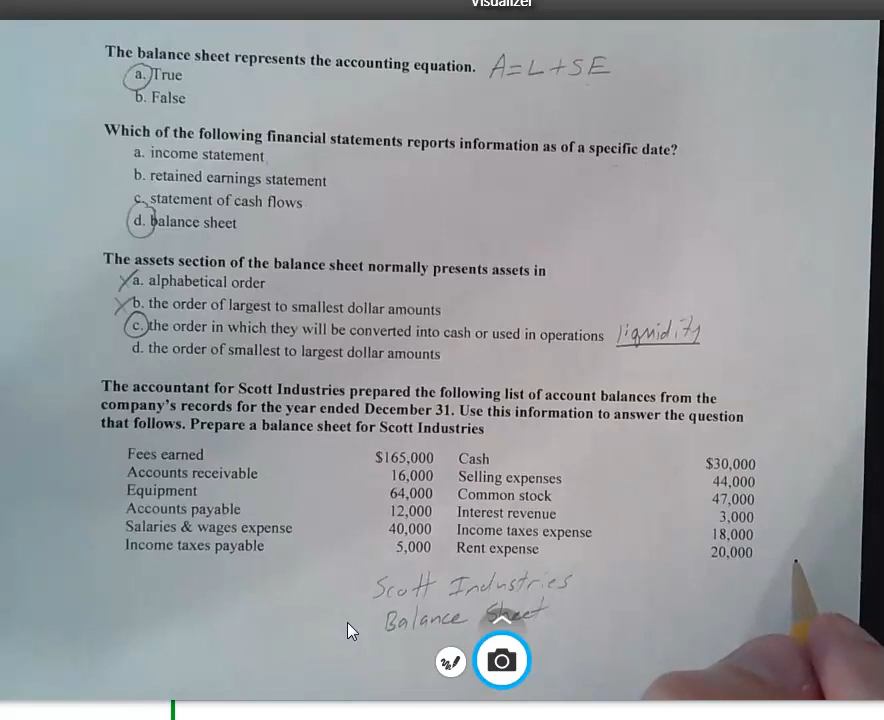 Visualizer
The balance sheet represents the accounting equation. A=L+SE
a. True
b. False
Which of the following financial statements reports information as of a specific date?
a. income statement
b. retained earnings statement
c. statement of cash flows
d. balance sheet
The assets section of the balance sheet normally presents assets in
a. alphabetical order
b. the order of largest to smallest dollar amounts
c. the order in which they will be converted into cash or used in operations liquidity
d. the order of smallest to largest dollar amounts
The accountant for Scott Industries prepared the following list of account balances from the
company's records for the year ended December 31. Use this information to answer the question
that follows. Prepare a balance sheet for Scott Industries
Fees earned $165,000 Cash $30,000
Accounts receivable 16,000 Selling expenses 44,000
Equipment 64,000 Common stock 47,000
Accounts payable 12,000 Interest revenue 3,000
Salaries & wages expense 40,000 Income taxes expense 18,000
Income taxes payable 5,000 Rent expense 20,000
Scott Industries
Balance Sheet